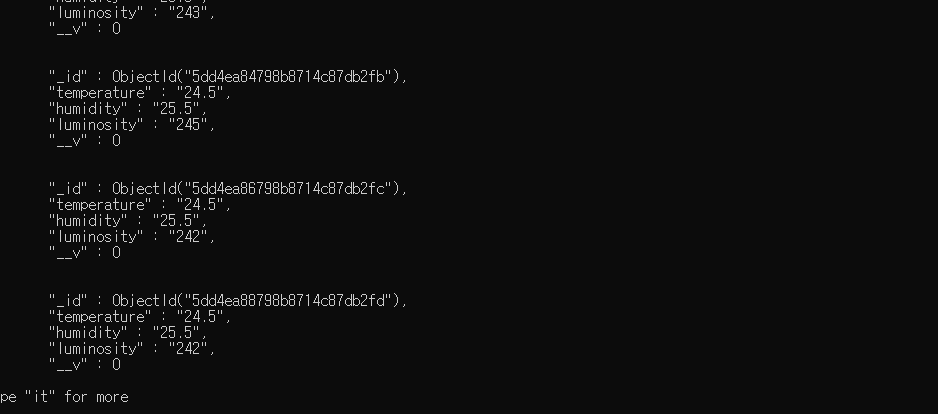 "luminosity" : "243",
"__v" : 0
"_id" : ObjectId("5dd4ea84798b8714c87db2fb"),
"temperature" : "24.5",
"humidity" : "25.5",
"luminosity" : "245",
"__v" : 0
"_id" : ObjectId("5dd4ea86798b8714c87db2fc"),
"temperature" : "24.5",
"humidity" : "25.5",
"luminosity" : "242",
"__v" : 0
"_id" : ObjectId("5dd4ea88798b8714c87db2fd"),
"temperature" : "24.5",
"humidity" : "25.5",
"luminosity" : "242",
"__v" : 0
pe "it" for more